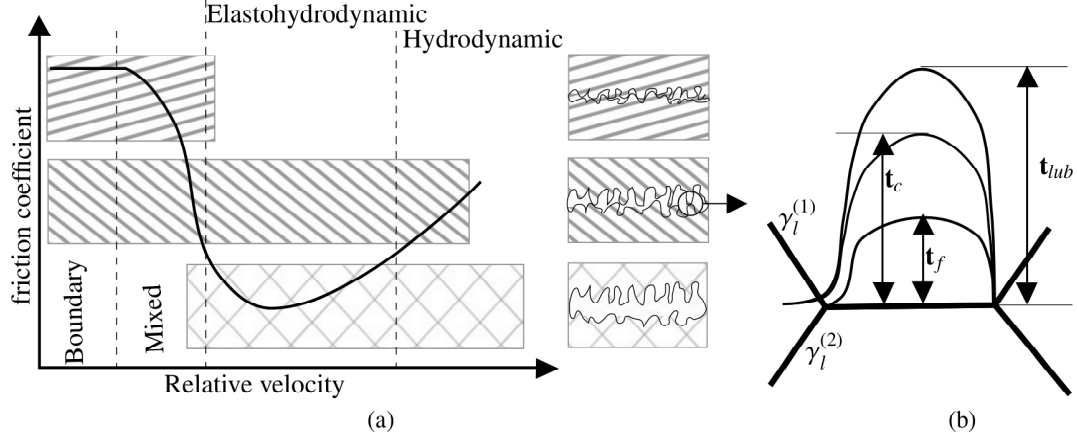 Elastohydrodynamic
Hydrodynamic
friction coefficient
Boundary
Mixed
Relative velocity
(a)
t_c
t_lub
t_f
γ_l^(1)
γ_l^(2)
(b)